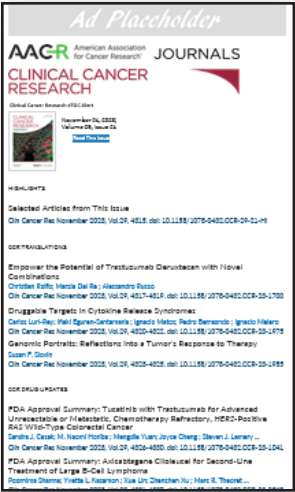 Ad Placeholder
AACR American Association for Cancer Research® JOURNALS
CLINICAL CANCER
RESEARCH
Clinical Cancer Research eTOC Alert
November 01, 2023;
Volume 29, Issue 21
Read This Issue
HIGHLIGHTS
Selected Articles from This Issue
Clin Cancer Res November 2023, Vol.29, 4315. doi: 10.1158/1078-0432.CCR-29-21-HI
CCR TRANSLATIONS
Empower the Potential of Trastuzumab Deruxtecan with Novel
Combinations
Christian Rolfo; Marzia Del Re; Alessandro Russo
Clin Cancer Res November 2023, Vol.29, 4317-4319. doi: 10.1158/1078-0432.CCR-23-1700
Druggable Targets in Cytokine Release Syndromes
Carlos Luri-Rey; Iñaki Eguren-Santamaria; Ignacio Matos; Pedro Berraondo; Ignacio Melero
Clin Cancer Res November 2023, Vol.29, 4320-4322. doi: 10.1158/1078-0432.CCR-23-1975
Genomic Portraits: Reflections into a Tumor's Response to Therapy
Susan F. Slovin
Clin Cancer Res November 2023, Vol.29, 4323-4325. doi: 10.1158/1078-0432.CCR-23-1955
CCR DRUG UPDATES
FDA Approval Summary: Tucatinib with Trastuzumab for Advanced
Unresectable or Metastatic, Chemotherapy Refractory, HER2-Positive
RAS Wild-Type Colorectal Cancer
Sandra J. Casak; M. Naomi Horiba; Mengdie Yuan; Joyce Cheng; Steven J. Lemery ...
Clin Cancer Res November 2023, Vol.29, 4326-4330. doi: 10.1158/1078-0432.CCR-23-1041
FDA Approval Summary: Axicabtagene Ciloleucel for Second-Line
Treatment of Large B-Cell Lymphoma
Poornima Sharma; Yvette L. Kasamon; Xue Lin; Zhenzhen Xu; Marc R. Theoret ...